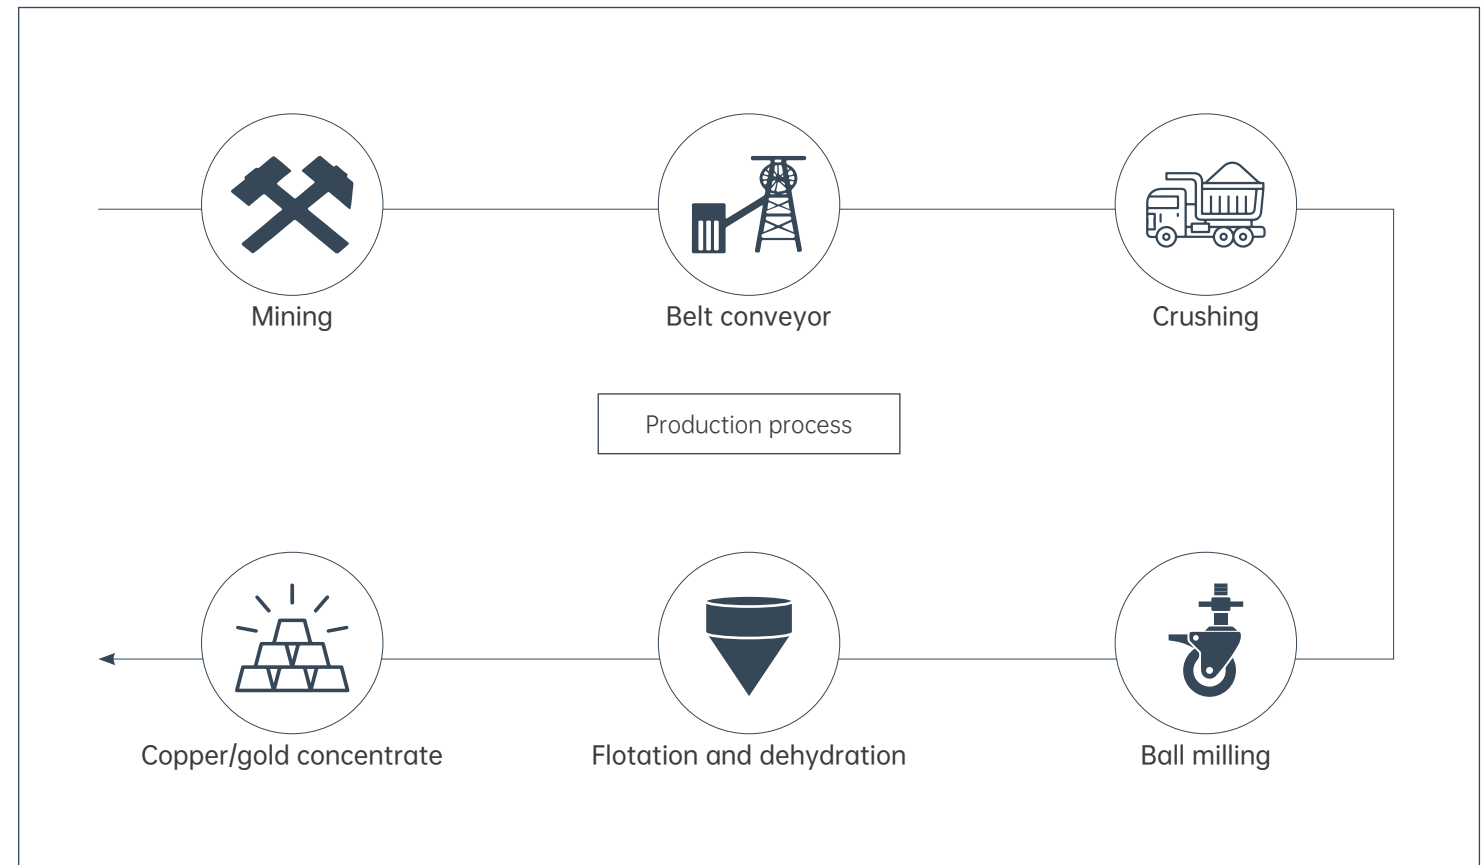 Mining
Belt conveyor
Crushing
Production process
Copper/gold concentrate
Flotation and dehydration
Ball milling